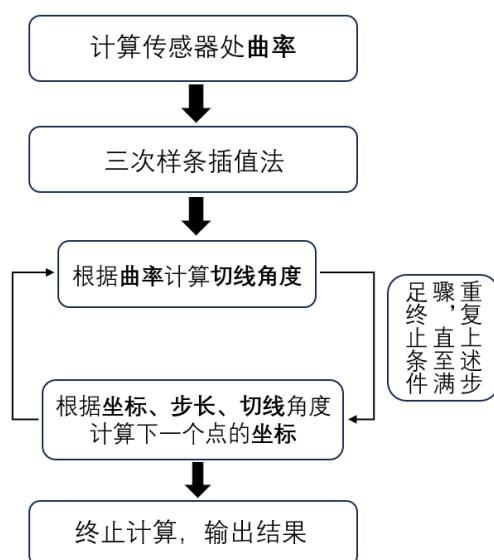 计算传感器处曲率
三次样条插值法
根据曲率计算切线角度
重复上述步
骤，直至满
足终止条件
根据坐标、步长、切线角度
计算下一个点的坐标
终止计算，输出结果